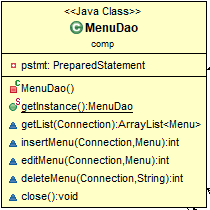 <<Java Class>>
C MenuDao
comp
pstmt: PreparedStatement
C MenuDao()
S getInstance():MenuDao
getList(Connection):ArrayList<Menu>
insertMenu(Connection,Menu):int
editMenu(Connection,Menu):int
deleteMenu(Connection,String):int
close():void